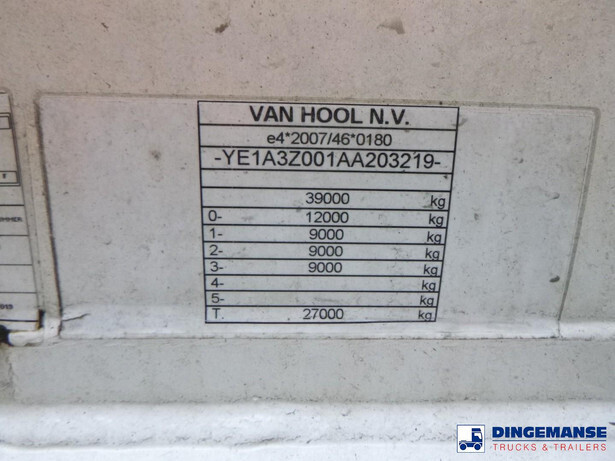 VAN HOOL N.V.
e4*2007/46*0180
-YE1A3Z001AA203219-
39000 kg
0- 12000 kg
1- 9000 kg
2- 9000 kg
3- 9000 kg
4- kg
5- kg
T. 27000 kg
DINGEMANSE
TRUCKS & TRAILERS